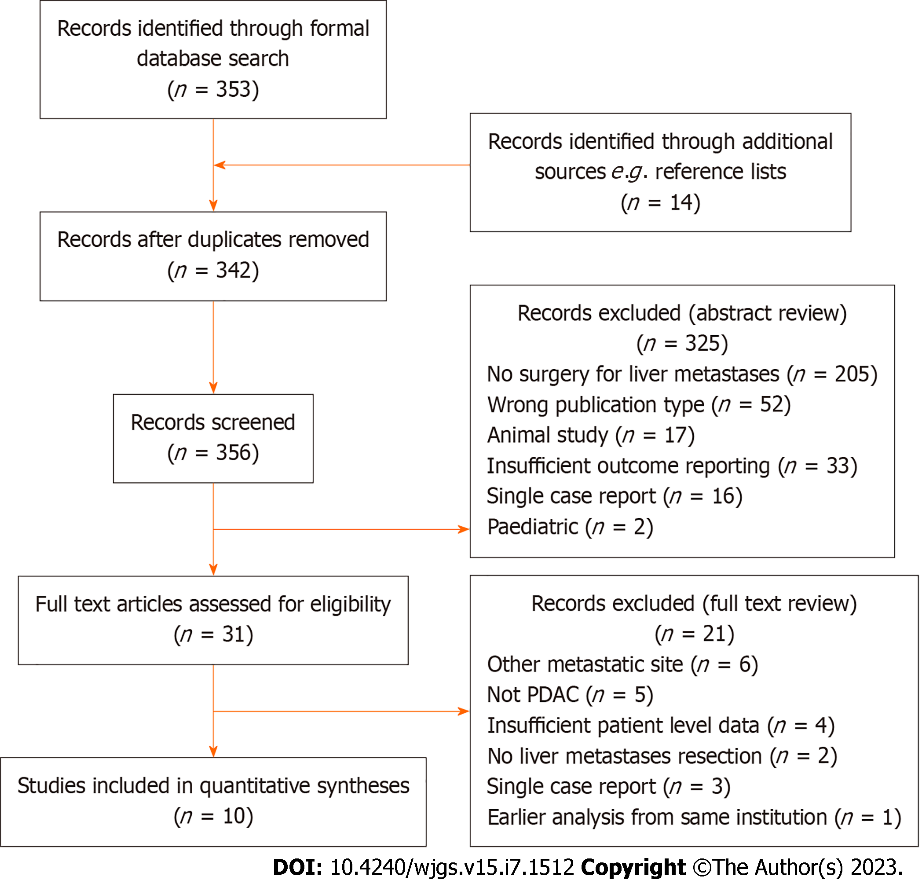 Records identified through formal
database search
(n = 353)
Records identified through additional
sources e.g. reference lists
(n = 14)
Records after duplicates removed
(n = 342)
Records excluded (abstract review)
(n = 325)
No surgery for liver metastases (n = 205)
Wrong publication type (n = 52)
Animal study (n = 17)
Insufficient outcome reporting (n = 33)
Single case report (n = 16)
Paediatric (n = 2)
Records screened
(n = 356)
Full text articles assessed for eligibility
(n = 31)
Records excluded (full text review)
(n = 21)
Other metastatic site (n = 6)
Not PDAC (n = 5)
Insufficient patient level data (n = 4)
No liver metastases resection (n = 2)
Single case report (n = 3)
Earlier analysis from same institution (n = 1)
Studies included in quantitative syntheses
(n = 10)
DOI: 10.4240/wjgs.v15.i7.1512 Copyright ©The Author(s) 2023.